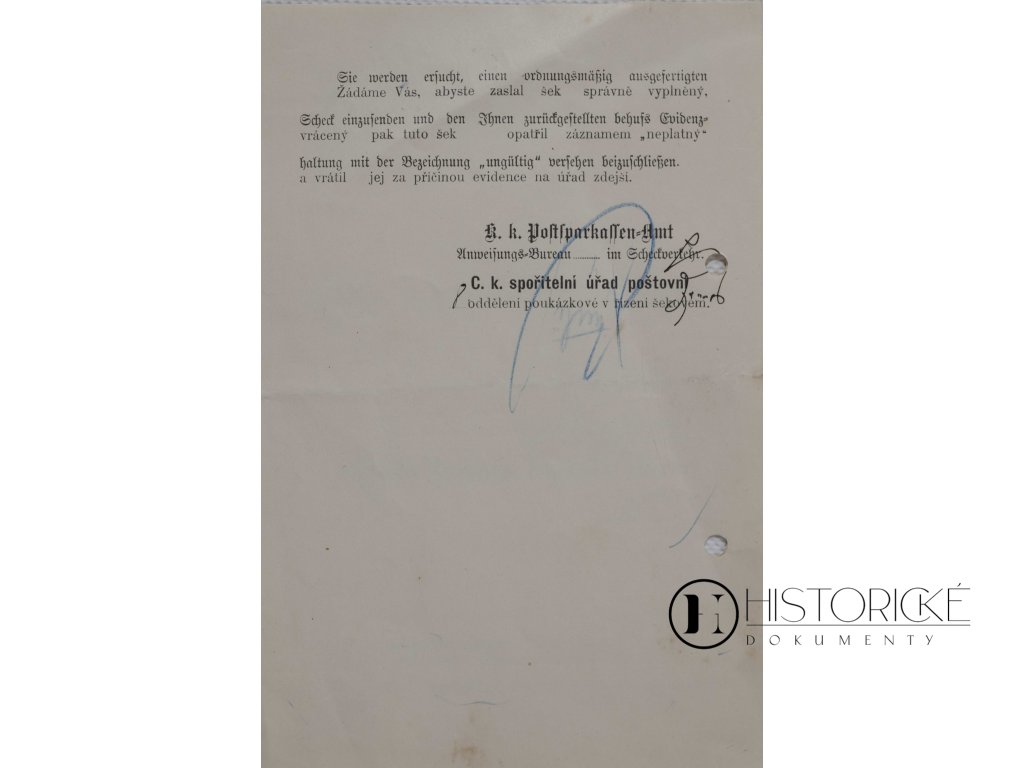 Sie werden ersucht, einen ordnungsmäßig ausgefertigten
Žádáme Vás, abyste zaslal šek správně vyplněný,
Scheck einzusenden und den Ihnen zurückgestellten behufs Evidenz-
vrácený pak tuto šek opatřil záznamem „neplatný“
haltung mit der Bezeichnung „ungültig“ versehen beizuschließen.
a vrátil jej za příčinou evidence na úřad zdejší.
K. k. Postsparkassen-Amt
Anweisungs-Bureau ........ im Scheckverkehr.
C. k. spořitelní úřad poštovní
oddělení poukázkové v řízení šekovém.
HISTORICKÉ
DOKUMENTY